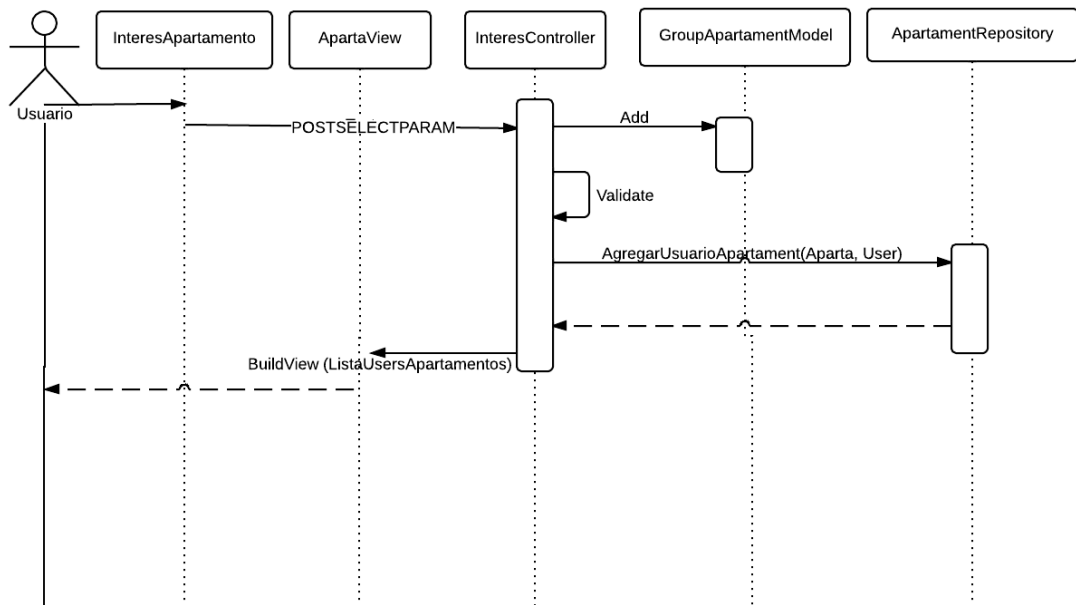 InteresApartamento
ApartaView
InteresController
GroupApartamentModel
ApartamentRepository
Usuario
POSTSELECTPARAM
Add
Validate
AgregarUsuarioApartament(Aparta, User)
BuildView (ListaUsersApartamentos)